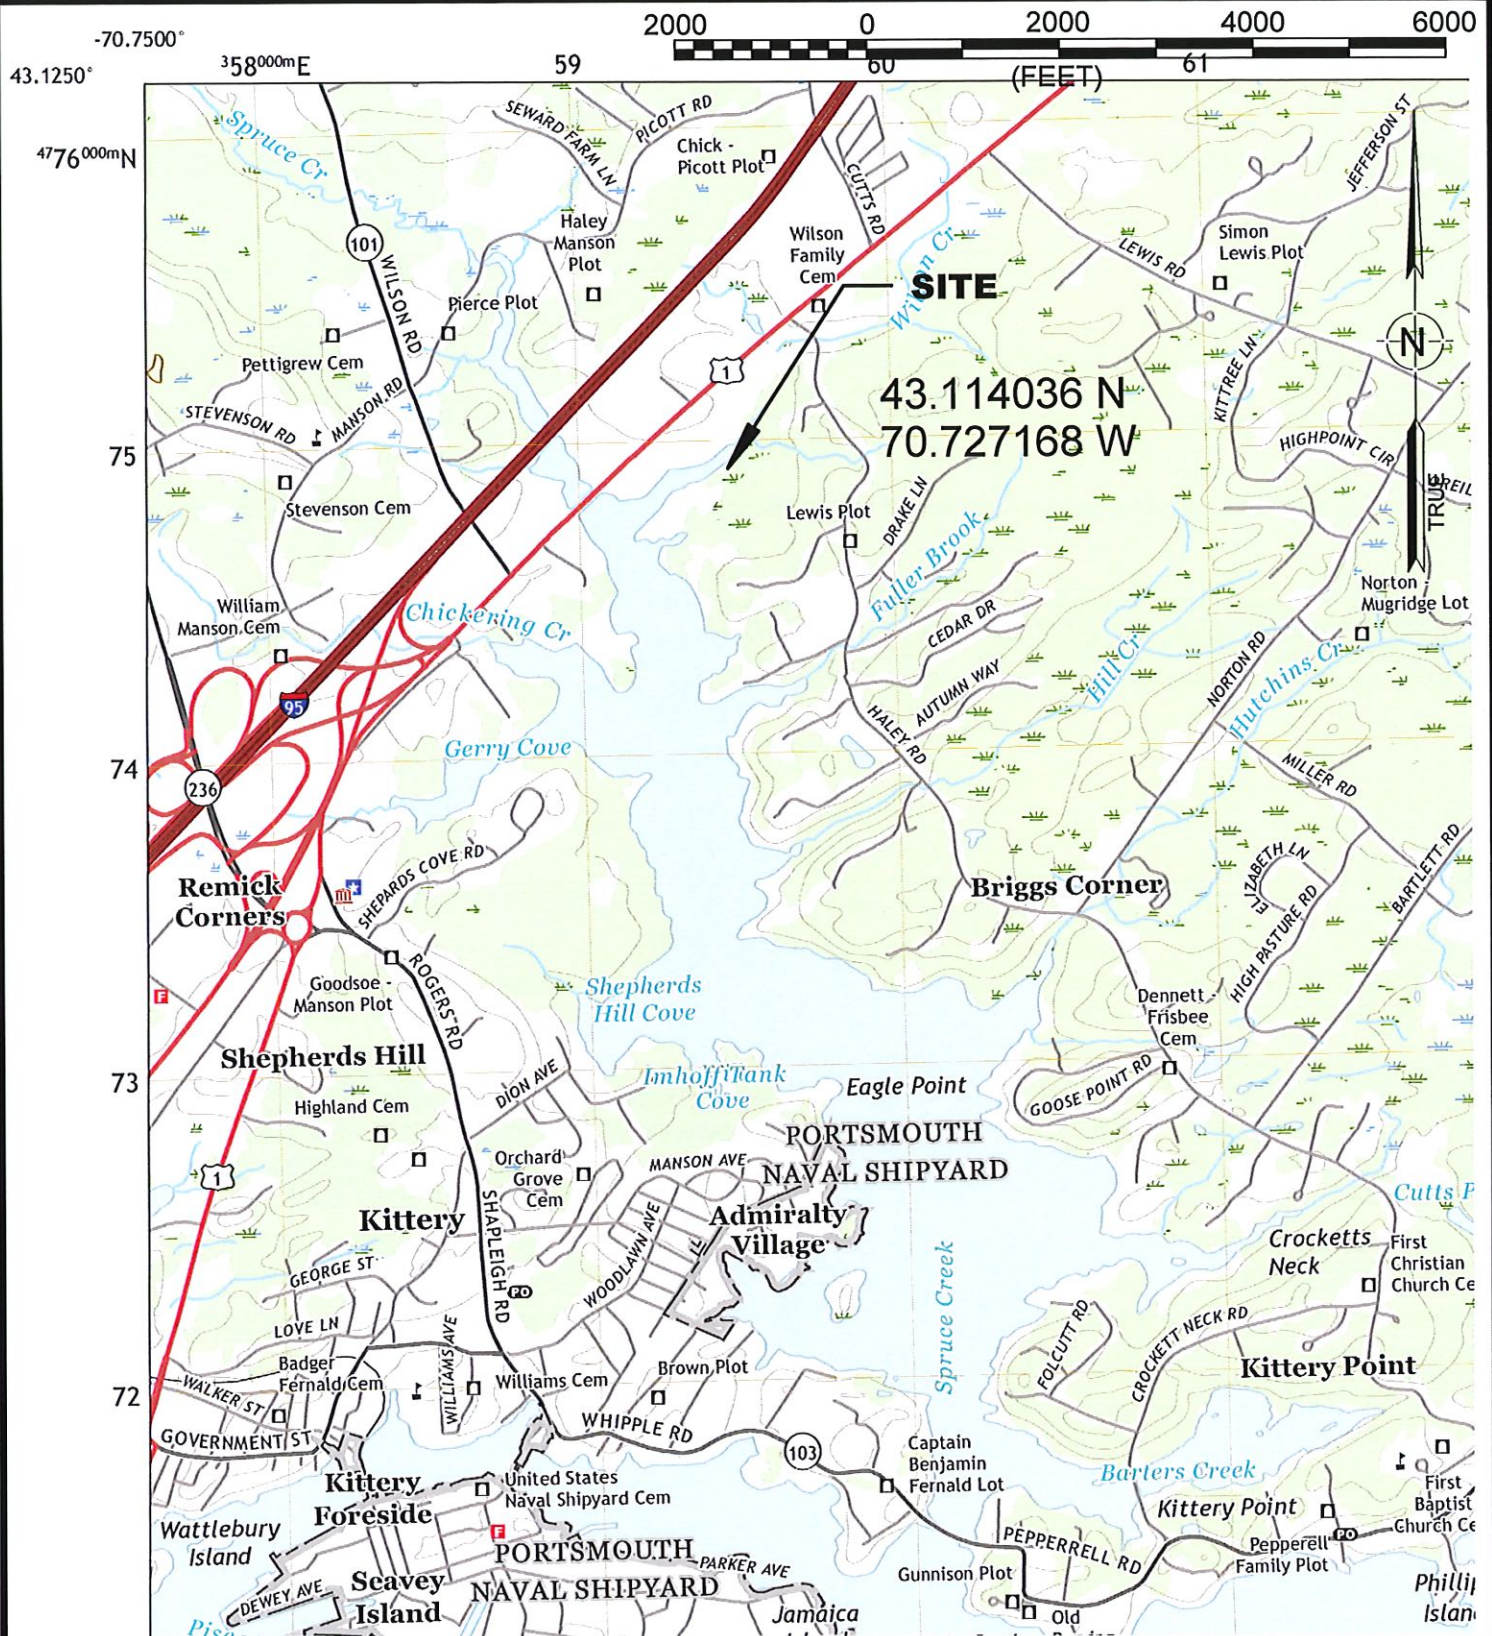 2000 0 2000 4000 6000
(FEET)
-70.7500°
43.1250°
358000mE 59 60 61
4776000mN
75
74
73
72
Spruce Cr
SEWARD FARM LN
PICOTT RD
Chick -
Picott Plot
CUTTS RD
JEFFERSON ST
101
WILSON RD
Haley
Manson
Plot
Wilson
Family
Cem
SITE
Wilson Cr
LEWIS RD
Simon
Lewis Plot
Pierce Plot
Pettigrew Cem
1
43.114036 N
70.727168 W
KITTREE LN
N
STEVENSON RD
MANSON RD
HIGHPOINT CIR
TRUE
Stevenson Cem
Lewis Plot
DRAKE LN
Fuller Brook
Norton -
Mugridge Lot
William
Manson Cem
Chickering Cr
CEDAR DR
Hill Cr
NORTON RD
Hutchins Cr
AUTUMN WAY
95
HALEY RD
Gerry Cove
236
MILLER RD
Remick
Corners
SHEPARDS COVE RD
Briggs Corner
ELIZABETH LN
BARTLETT RD
HIGH PASTURE RD
F
Goodsoe -
Manson Plot
ROGERS RD
Shepherds
Hill Cove
Dennett -
Frisbee
Cem
Shepherds Hill
DION AVE
Imhoff Tank
Cove
Eagle Point
GOOSE POINT RD
Highland Cem
PORTSMOUTH
NAVAL SHIPYARD
1
Orchard
Grove
Cem
MANSON AVE
Cutts P
Kittery
SHAPLEIGH RD
WOODLAWN AVE
Admiralty
Village
Spruce Creek
Crocketts
Neck
First
Christian
Church Ce
GEORGE ST
PO
LOVE LN
FOLCUTT RD
CROCKETT NECK RD
Kittery Point
Badger
Fernald Cem
WILLIAMS AVE
Williams Cem
Brown Plot
WALKER ST
GOVERNMENT ST
WHIPPLE RD
103
Captain
Benjamin
Fernald Lot
Barters Creek
Kittery
Foreside
United States
Naval Shipyard Cem
Kittery Point
First
Baptist
Church Ce
Wattlebury
Island
F
PORTSMOUTH
NAVAL SHIPYARD
PARKER AVE
PEPPERRELL RD
Pepperell
Family Plot
PO
DEWEY AVE
Seavey
Island
Gunnison Plot
Jamaica
Old
Phillip
Islan